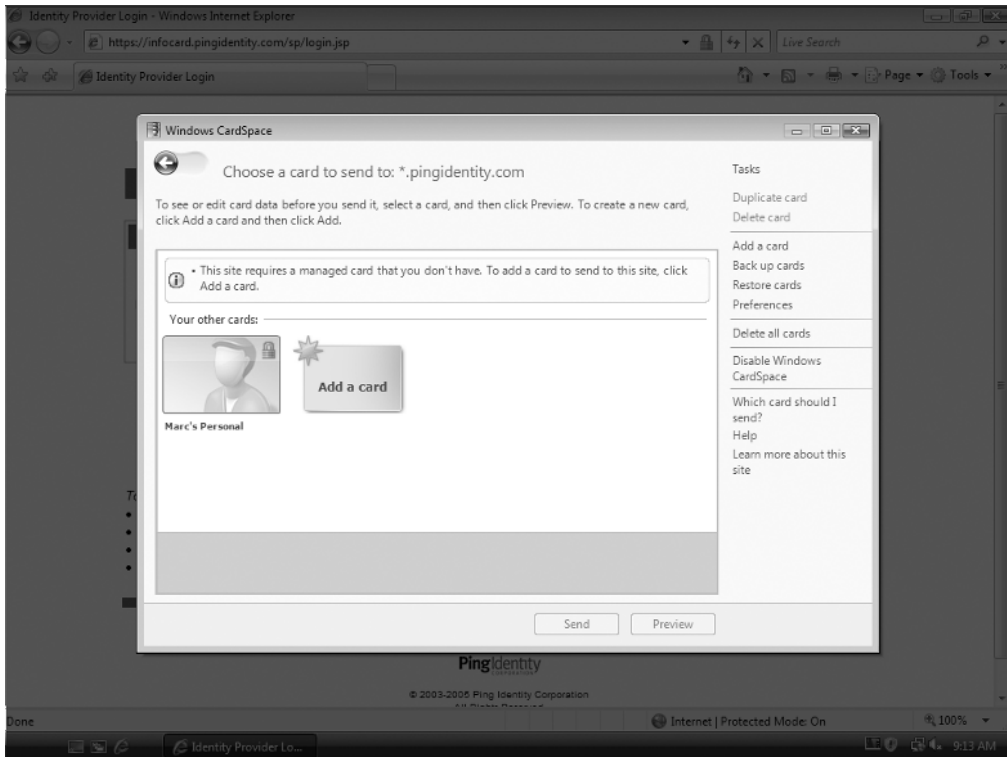 Identity Provider Login - Windows Internet Explorer
https://infocard.pingidentity.com/sp/login.jsp
Live Search
Identity Provider Login
Page
Tools
Windows CardSpace
Choose a card to send to: *.pingidentity.com
To see or edit card data before you send it, select a card, and then click Preview. To create a new card,
click Add a card and then click Add.
• This site requires a managed card that you don't have. To add a card to send to this site, click
Add a card.
Your other cards:
Add a card
Marc's Personal
Tasks
Duplicate card
Delete card
Add a card
Back up cards
Restore cards
Preferences
Delete all cards
Disable Windows
CardSpace
Which card should I
send?
Help
Learn more about this
site
Send
Preview
PingIdentity
CORPORATION
© 2003-2006 Ping Identity Corporation
All Rights Reserved
Done
Internet | Protected Mode: On
100%
Identity Provider Lo...
9:13 AM